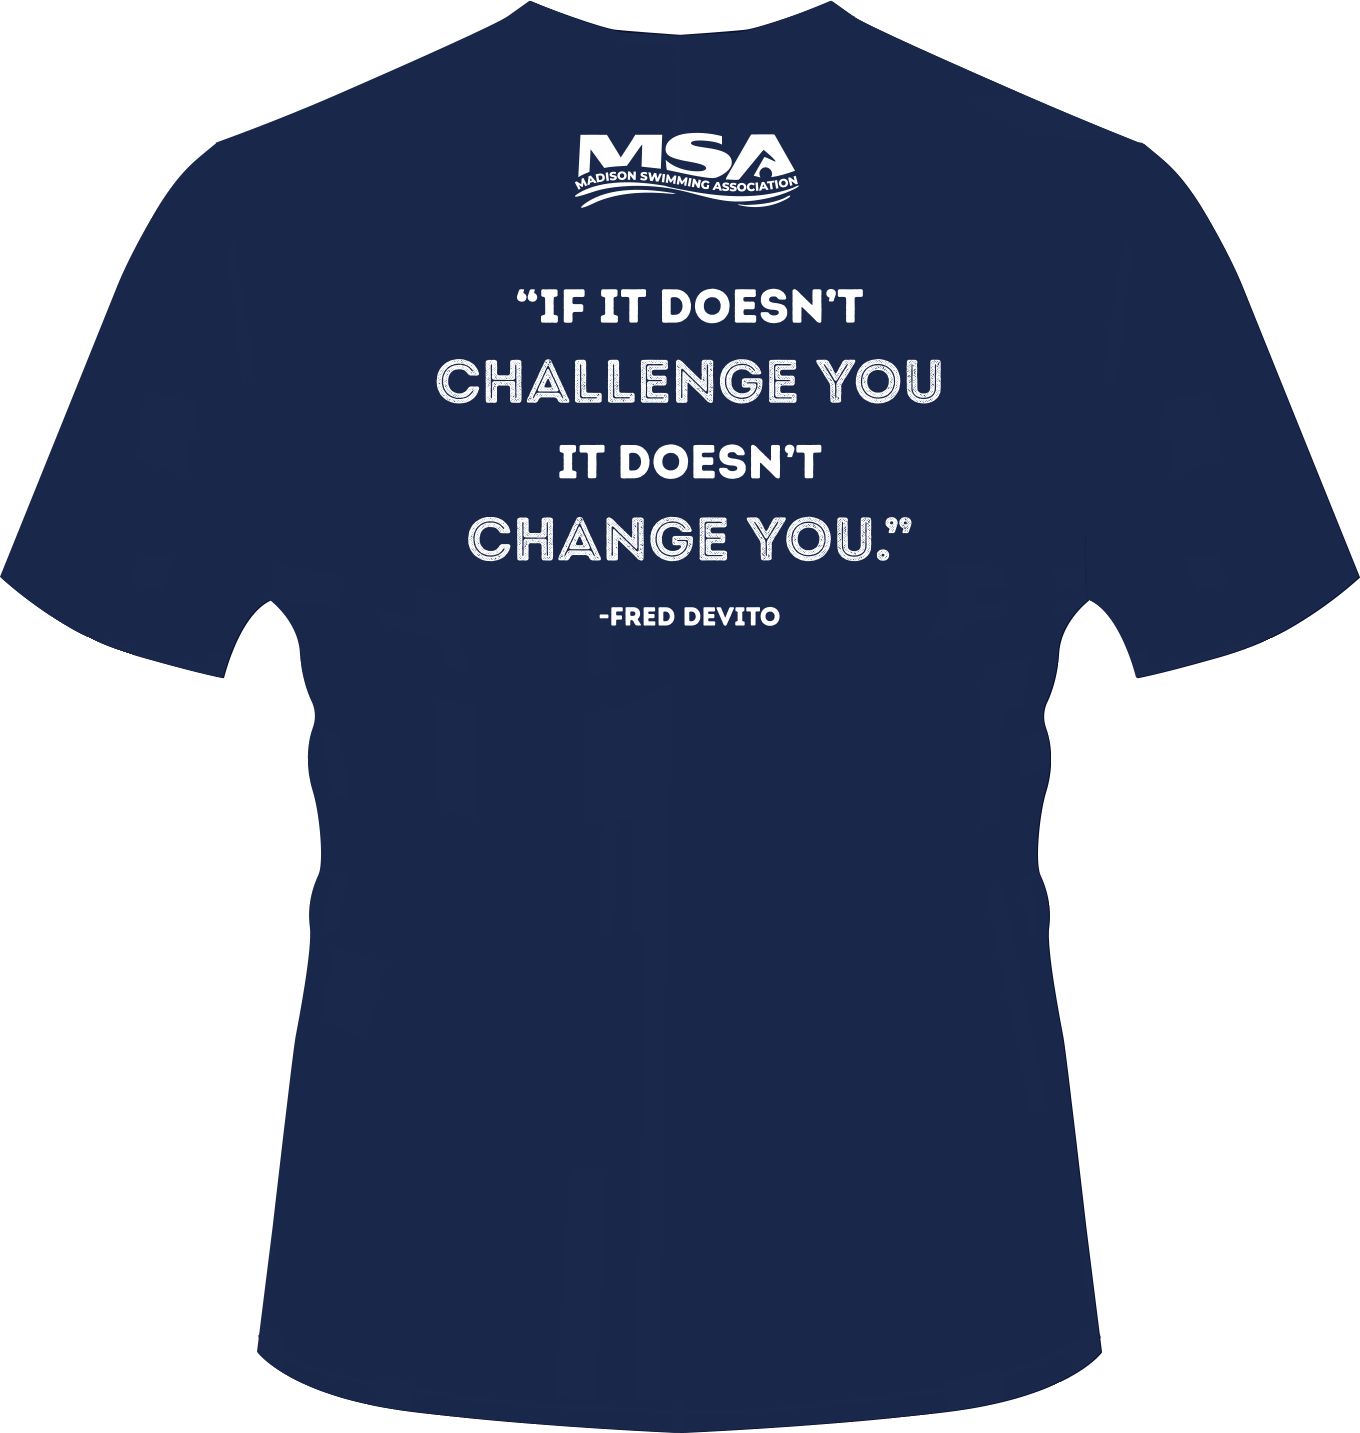 MSA
MADISON SWIMMING ASSOCIATION
“IF IT DOESN’T
CHALLENGE YOU
IT DOESN’T
CHANGE YOU.”
-FRED DEVITO